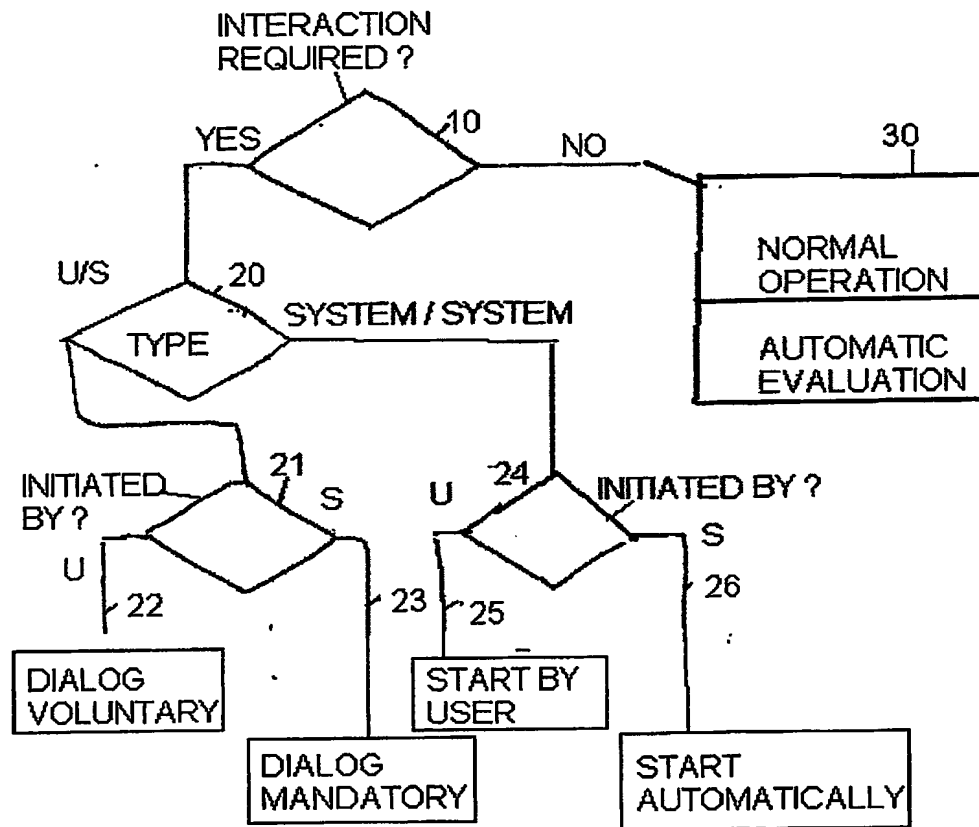 INTERACTION
REQUIRED ?
10
YES
NO
30
NORMAL
OPERATION
AUTOMATIC
EVALUATION
U/S
20
TYPE
SYSTEM / SYSTEM
INITIATED
BY ?
21
S
U
22
23
24
INITIATED BY ?
U
S
25
26
DIALOG
VOLUNTARY
DIALOG
MANDATORY
START BY
USER
START
AUTOMATICALLY